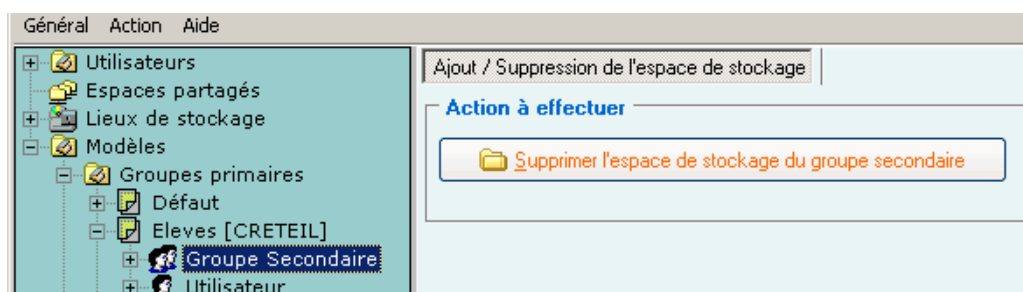 Général Action Aide
Utilisateurs
Espaces partagés
Lieux de stockage
Modèles
Groupes primaires
Défaut
Eleves [CRETEIL]
Groupe Secondaire
Utilisateur
Ajout / Suppression de l'espace de stockage
Action à effectuer
Supprimer l'espace de stockage du groupe secondaire